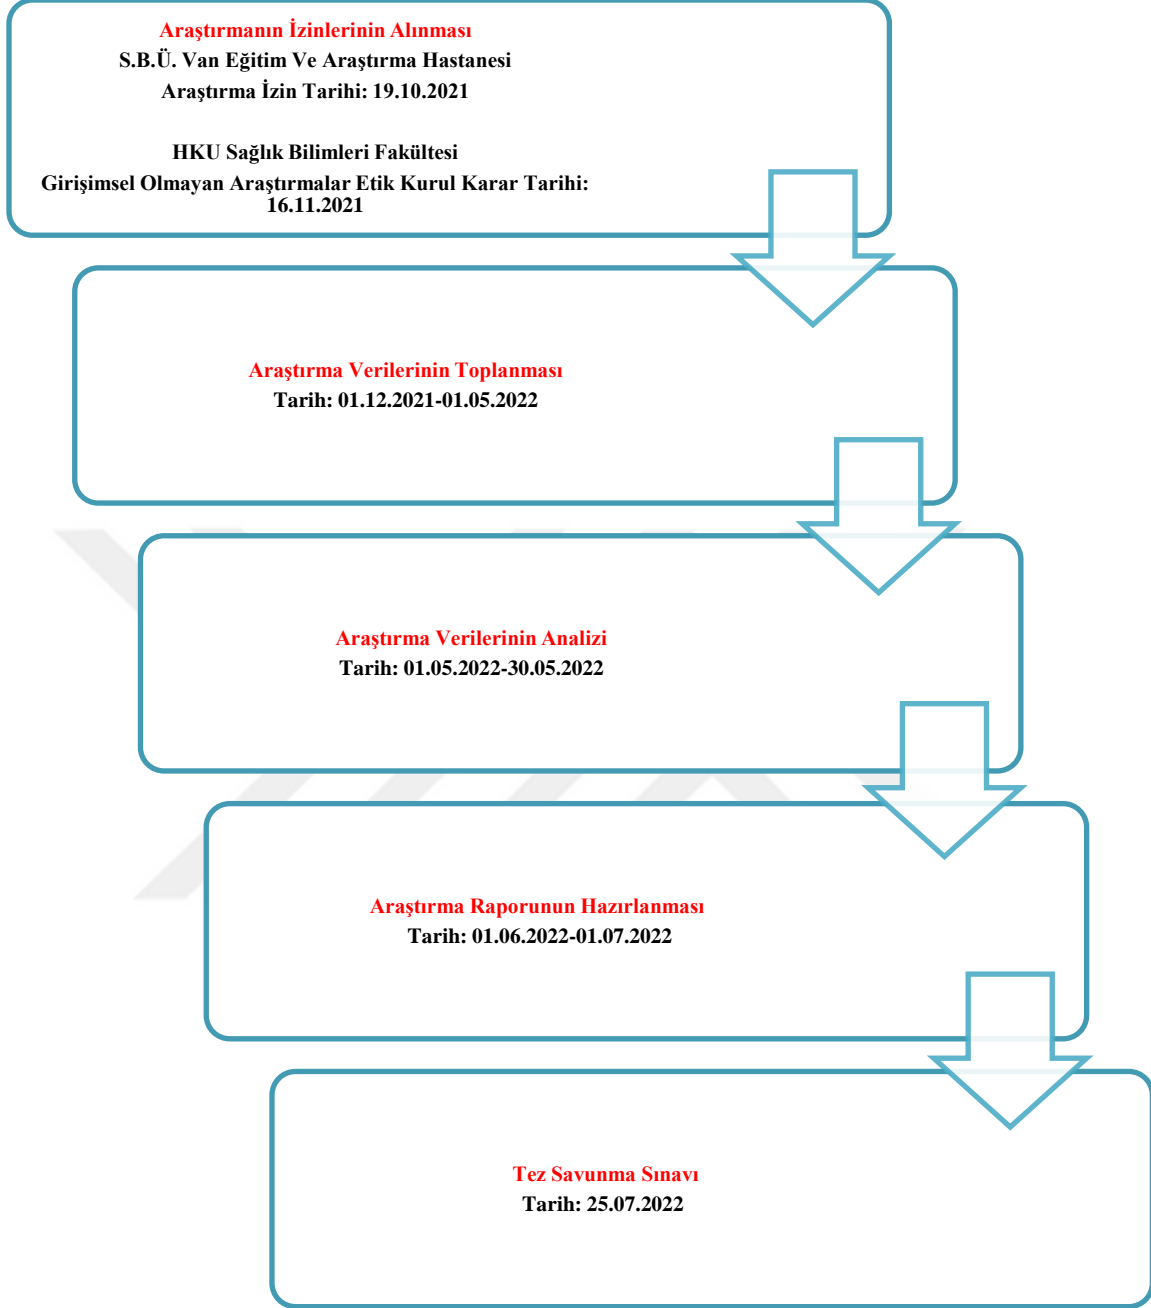 Araştırmanın İzinlerinin Alınması
S.B.Ü. Van Eğitim Ve Araştırma Hastanesi
Araştırma İzin Tarihi: 19.10.2021
HKU Sağlık Bilimleri Fakültesi
Girişimsel Olmayan Araştırmalar Etik Kurul Karar Tarihi:
16.11.2021
Araştırma Verilerinin Toplanması
Tarih: 01.12.2021-01.05.2022
Araştırma Verilerinin Analizi
Tarih: 01.05.2022-30.05.2022
Araştırma Raporunun Hazırlanması
Tarih: 01.06.2022-01.07.2022
Tez Savunma Sınavı
Tarih: 25.07.2022